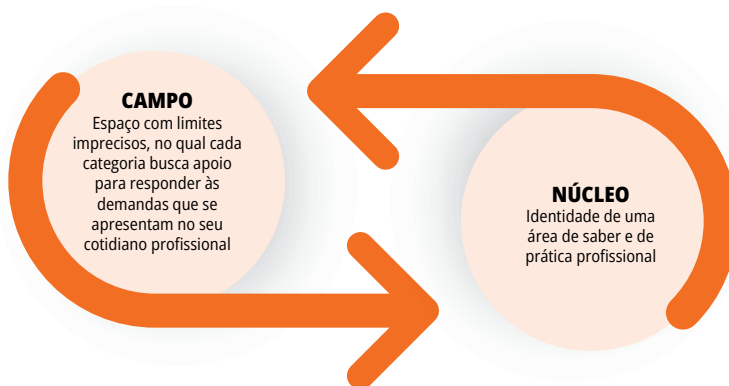 CAMPO
Espaço com limites
imprecisos, no qual cada
categoria busca apoio
para responder às
demandas que se
apresentam no seu
cotidiano profissional
NÚCLEO
Identidade de uma
área de saber e de
prática profissional